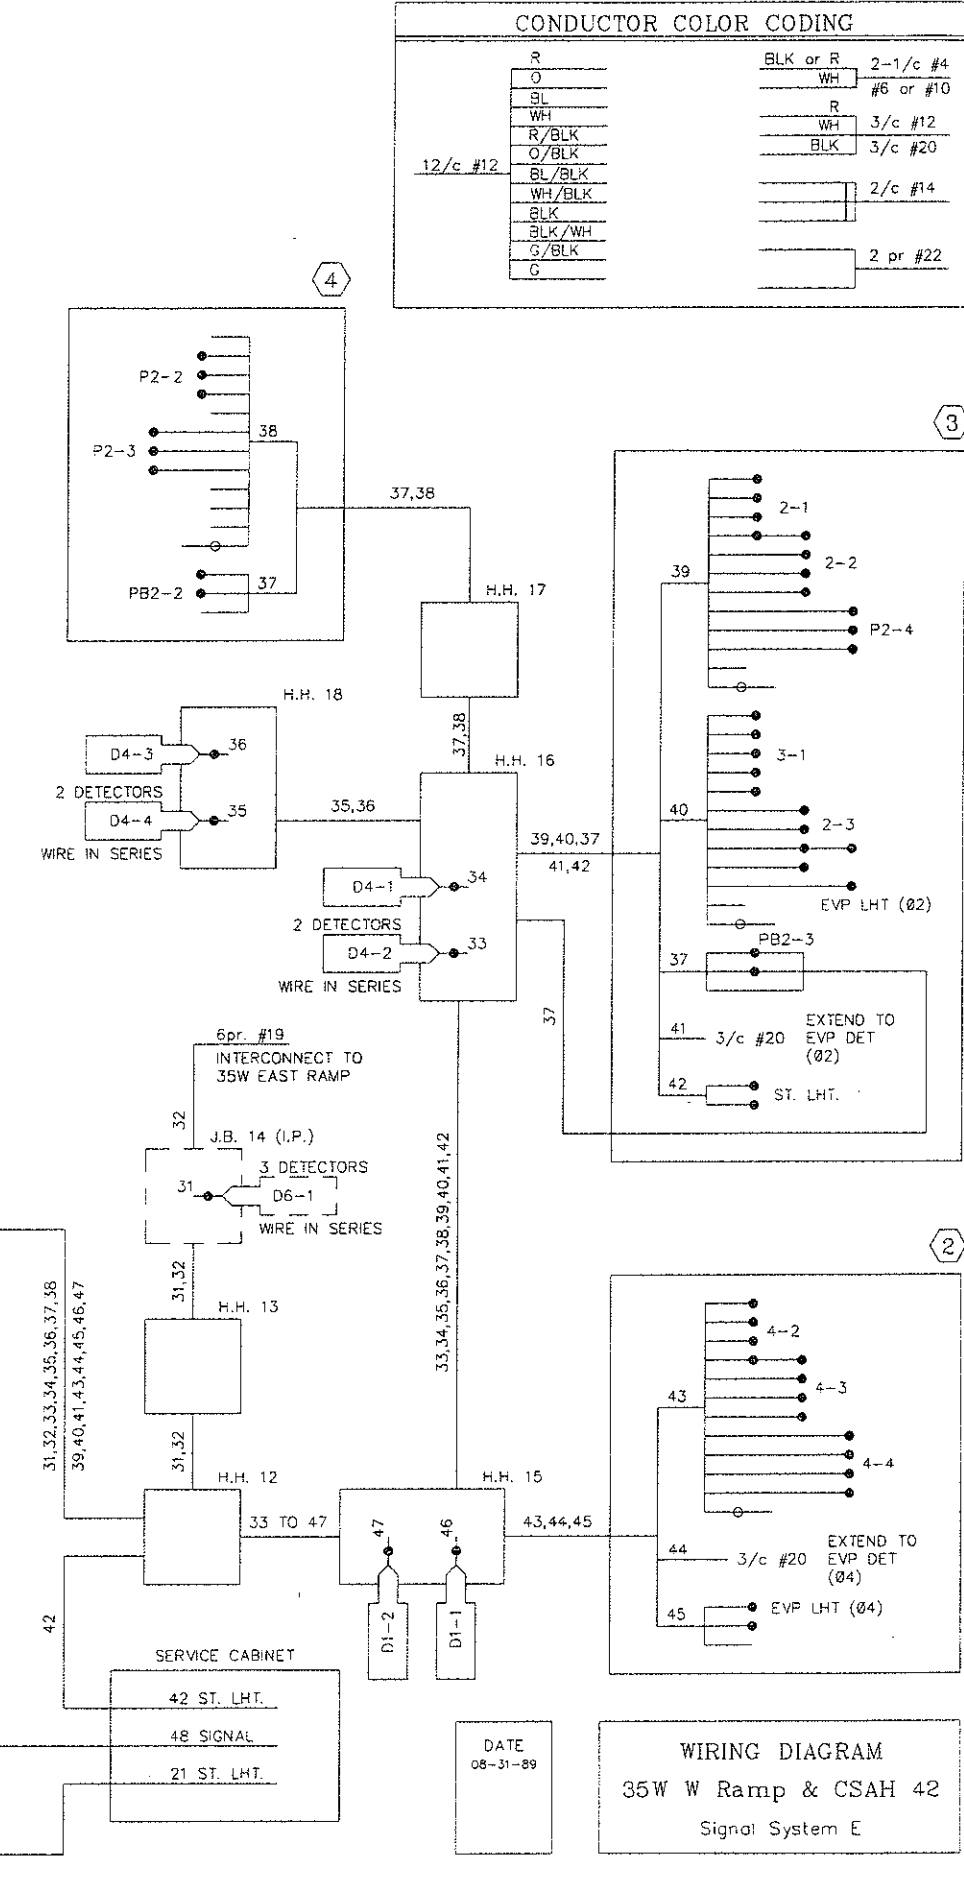 CONDUCTOR COLOR CODING
R
O
BL
WH
R/BLK
O/BLK
BL/BLK
WH/BLK
BLK
BLK/WH
G/BLK
G
12/c #12
BLK or R
WH
2-1/c #4
#6 or #10
R
WH
BLK
3/c #12
3/c #20
2/c #14
2 pr #22
4
P2-2
P2-3
38
PB2-2
37
37,38
H.H. 17
37,38
3
2-1
2-2
39
P2-4
3-1
40
2-3
EVP LHT (Ø2)
PB2-3
37
41
3/c #20
EXTEND TO
EVP DET
(Ø2)
42
ST. LHT.
H.H. 18
D4-3
36
2 DETECTORS
D4-4
35
WIRE IN SERIES
35,36
H.H. 16
39,40,37
41,42
D4-1
34
2 DETECTORS
D4-2
33
WIRE IN SERIES
37
6pr. #19
INTERCONNECT TO
35W EAST RAMP
32
J.B. 14 (I.P.)
3 DETECTORS
31
D6-1
WIRE IN SERIES
31,32
H.H. 13
31,32
33,34,35,36,37,38,39,40,41,42
31,32,33,34,35,36,37,38
39,40,41,43,44,45,46,47
H.H. 12
33 TO 47
H.H. 15
47
46
D1-2
D1-1
43,44,45
2
4-2
4-3
43
4-4
44
3/c #20
EXTEND TO
EVP DET
(Ø4)
45
EVP LHT (Ø4)
42
SERVICE CABINET
42 ST. LHT.
48 SIGNAL
21 ST. LHT.
DATE
08-31-89
WIRING DIAGRAM
35W W Ramp & CSAH 42
Signal System E